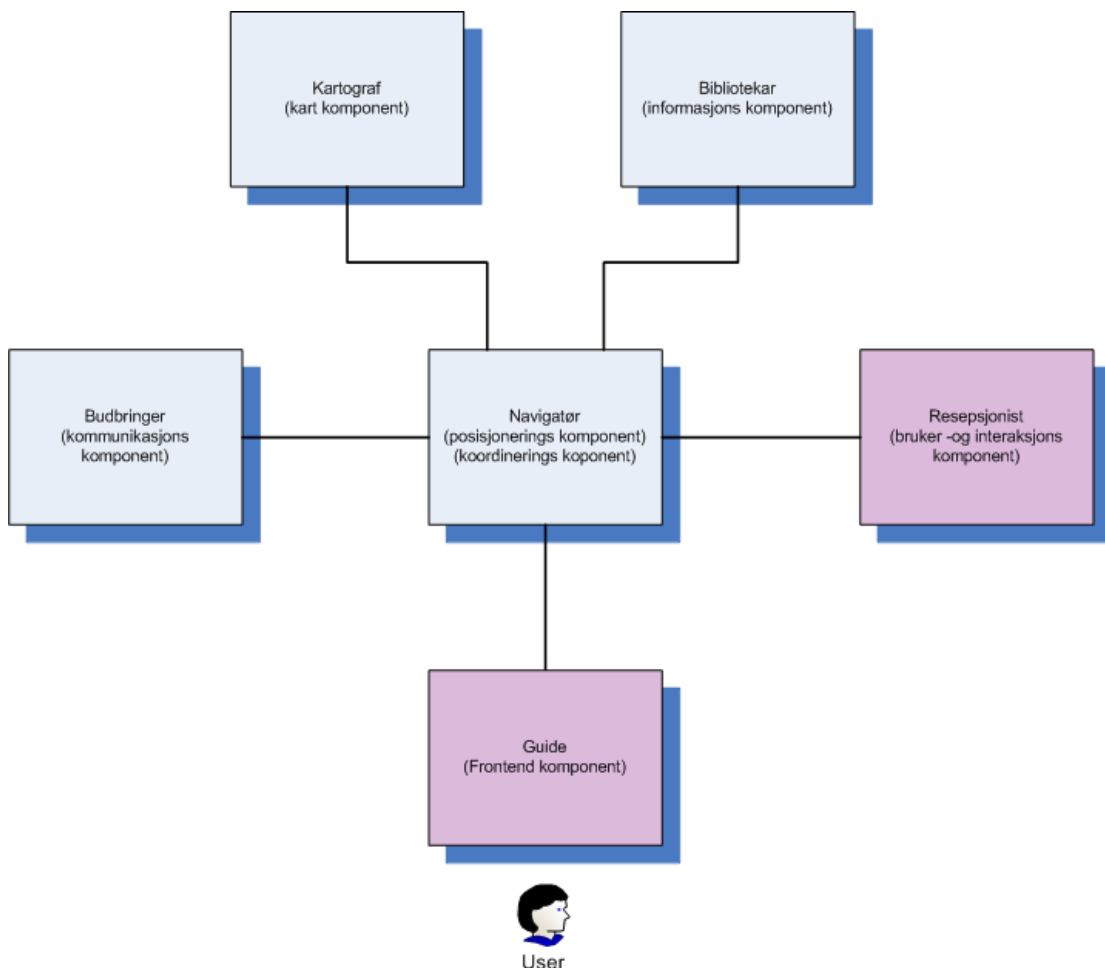 Kartograf
(kart komponent)
Bibliotekar
(informasjons komponent)
Budbringer
(kommunikasjons
komponent)
Navigatør
(posisjonerings komponent)
(koordinerings koponent)
Resepsjonist
(bruker -og interaksjons
komponent)
Guide
(Frontend komponent)
User